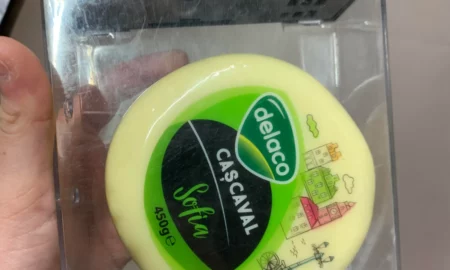 delaco
CAȘCAVAL
Sofia
450g e